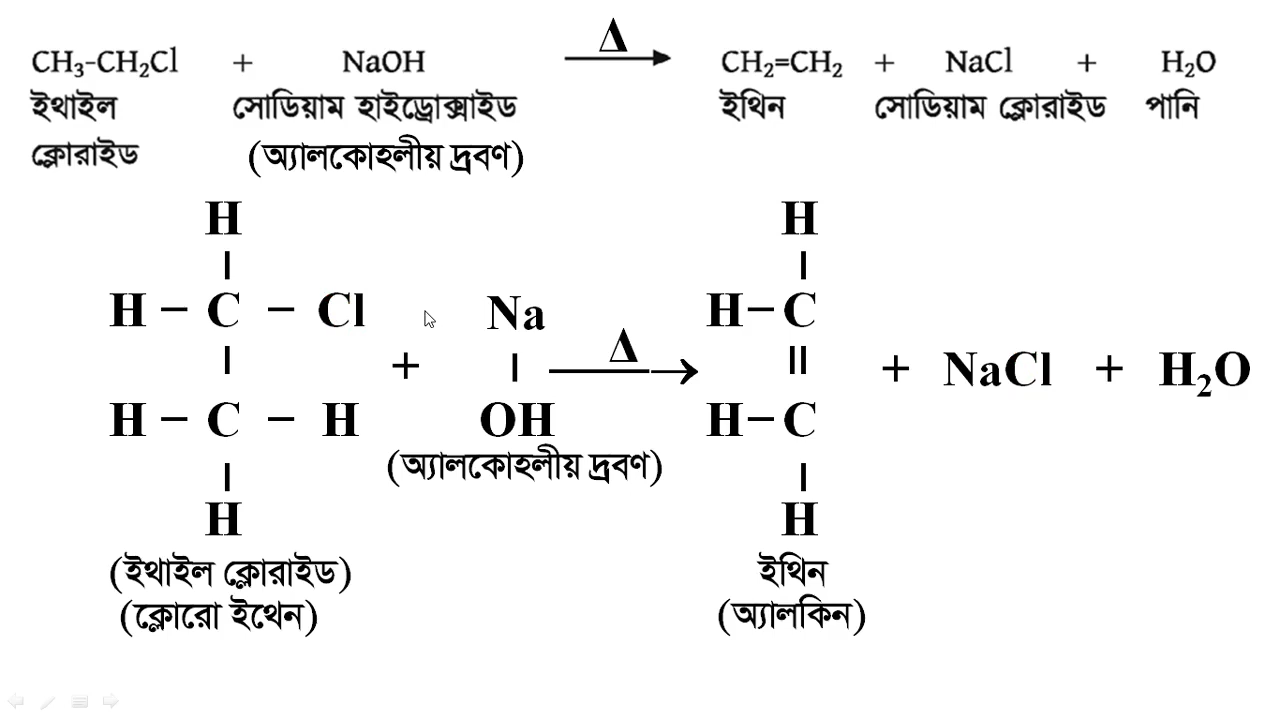 Δ
CH₃-CH₂Cl + NaOH ⟶ CH₂=CH₂ + NaCl + H₂O
ইথাইল সোডিয়াম হাইড্রোক্সাইড ইথিন সোডিয়াম ক্লোরাইড পানি
ক্লোরাইড (অ্যালকোহলীয় দ্রবণ)
H H
| |
H – C – Cl Na H – C
| + | Δ ⟶ || + NaCl + H₂O
H – C – H OH H – C
| (অ্যালকোহলীয় দ্রবণ) |
H H
(ইথাইল ক্লোরাইড) ইথিন
(ক্লোরো ইথেন) (অ্যালকিন)